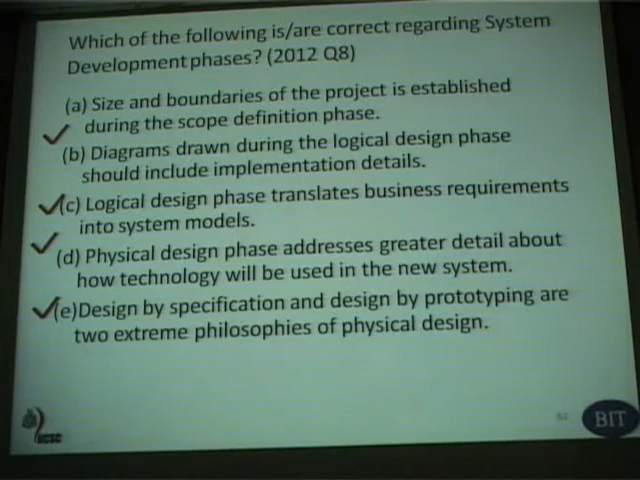 Which of the following is/are correct regarding System
Development phases? (2012 Q8)
(a) Size and boundaries of the project is established
during the scope definition phase.
(b) Diagrams drawn during the logical design phase
should include implementation details.
(c) Logical design phase translates business requirements
into system models.
(d) Physical design phase addresses greater detail about
how technology will be used in the new system.
(e)Design by specification and design by prototyping are
two extreme philosophies of physical design.
ucsc
BIT